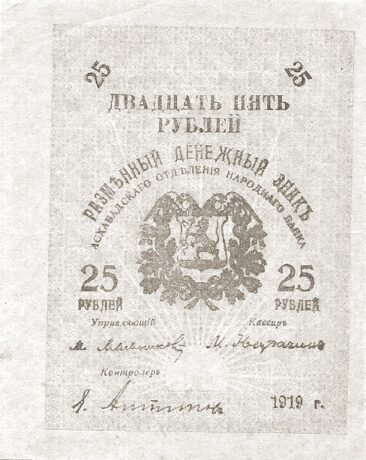 25 25
ДВАДЦАТЬ ПЯТЬ
РУБЛЕЙ
РАЗМѢННЫЙ ДЕНЕЖНЫЙ ЗНАКЪ
АСХАБАДСКАГО ОТДѢЛЕНІЯ НАРОДНАГО БАНКА
25 25
РУБЛЕЙ РУБЛЕЙ
Управляющій Кассиръ
Контролеръ
1919 г.